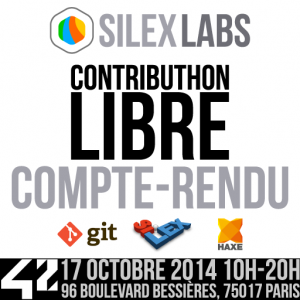 SILEX LABS
CONTRIBUTHON
LIBRE
COMPTE-RENDU
git
SILEX
HAXE
42
17 OCTOBRE 2014 10H-20H
96 BOULEVARD BESSIÈRES, 75017 PARIS